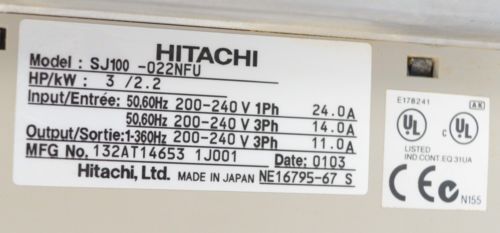 HITACHI
Model : SJ100 -022NFU
HP/kW : 3 /2.2
Input/Entrée: 50,60Hz 200-240 V 1Ph 24.0A
50,60Hz 200-240 V 3Ph 14.0A
Output/Sortie:1-360Hz 200-240 V 3Ph 11.0A
MFG No. 132AT14653 1J001 Date: 0103
Hitachi, Ltd. MADE IN JAPAN NE16795-67 S
E178241 AK
UL C UL
LISTED
IND.CONT.EQ 31UA
N155